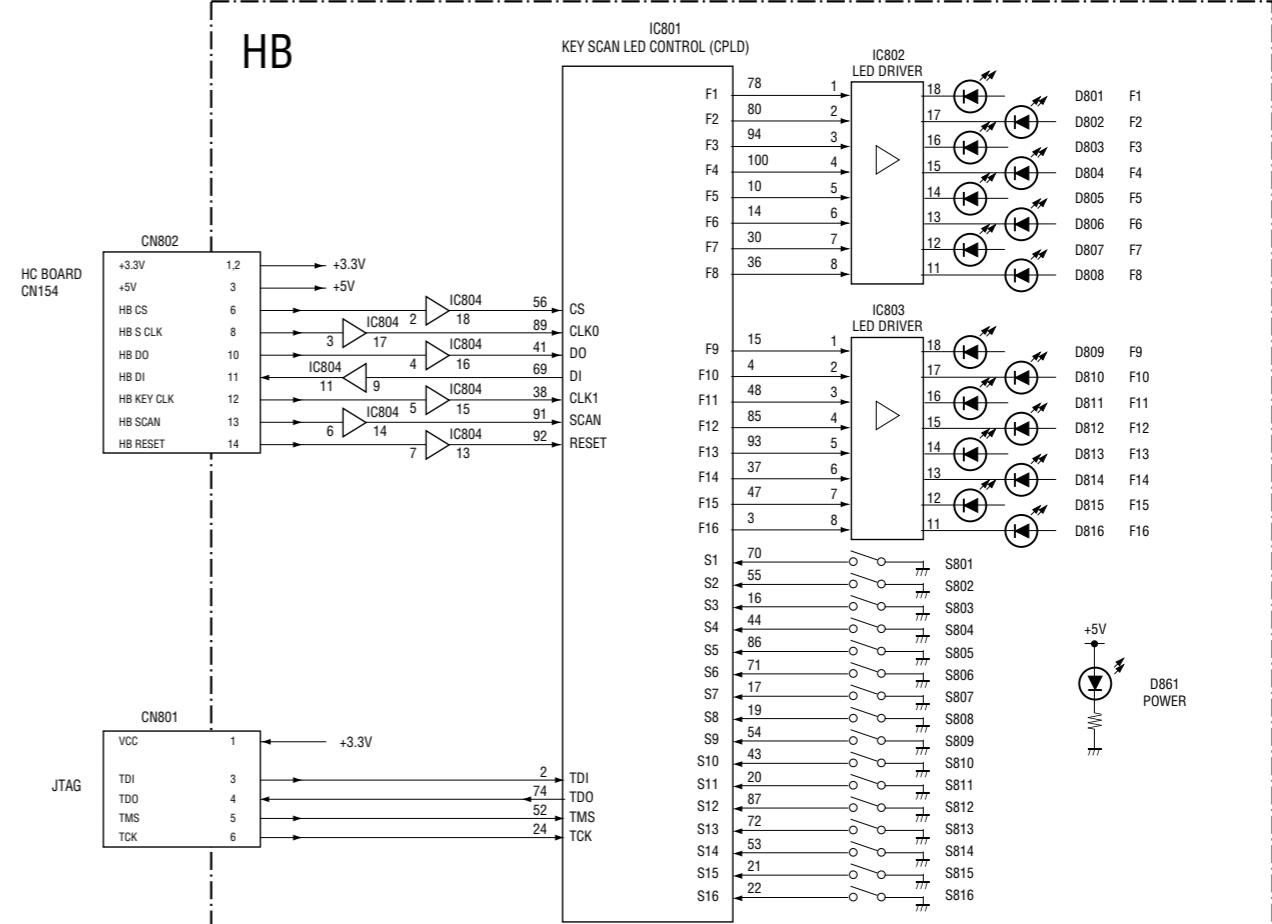 HB
IC801
KEY SCAN LED CONTROL (CPLD)
IC802
LED DRIVER
F1 78 1 18 D801 F1
F2 80 2 17 D802 F2
F3 94 3 16 D803 F3
F4 100 4 15 D804 F4
F5 10 5 14 D805 F5
F6 14 6 13 D806 F6
F7 30 7 12 D807 F7
F8 36 8 11 D808 F8
HC BOARD
CN154
CN802
+3.3V 1,2 +3.3V
+5V 3 +5V
HB CS 6 2 IC804 18 56 CS
HB S CLK 8 3 IC804 17 89 CLK0
HB DO 10 4 IC804 16 41 DO
HB DI 11 IC804 11 9 69 DI
HB KEY CLK 12 5 IC804 15 38 CLK1
HB SCAN 13 6 IC804 14 91 SCAN
HB RESET 14 7 IC804 13 92 RESET
IC803
LED DRIVER
F9 15 1 18 D809 F9
F10 4 2 17 D810 F10
F11 48 3 16 D811 F11
F12 85 4 15 D812 F12
F13 93 5 14 D813 F13
F14 37 6 13 D814 F14
F15 47 7 12 D815 F15
F16 3 8 11 D816 F16
S1 70 S801
S2 55 S802
S3 16 S803
S4 44 S804
S5 86 S805
S6 71 S806
S7 17 S807
S8 19 S808
S9 54 S809
S10 43 S810
S11 20 S811
S12 87 S812
S13 72 S813
S14 53 S814
S15 21 S815
S16 22 S816
+5V
D861
POWER
JTAG
CN801
VCC 1 +3.3V
TDI 3 2 TDI
TDO 4 74 TDO
TMS 5 52 TMS
TCK 6 24 TCK